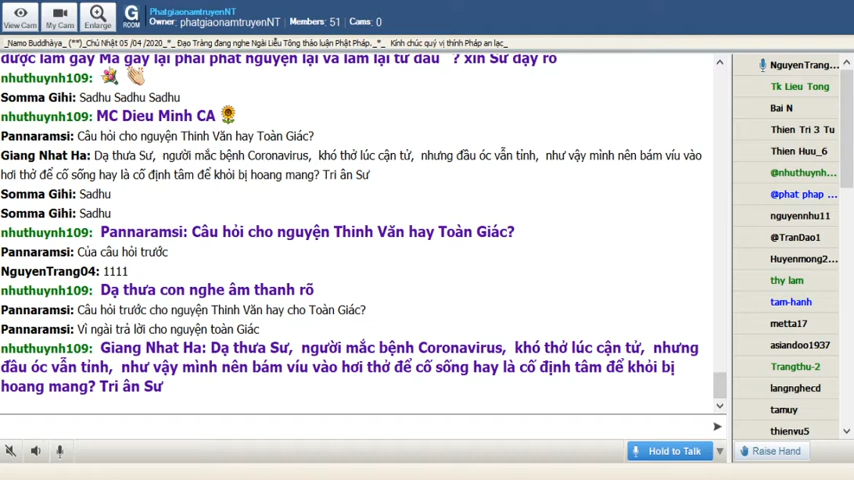 View Cam
My Cam
Enlarge
G
ROOM
PhatgiaonamtruyenNT
Owner: phatgiaonamtruyenNT
Members: 51
Cams: 0
_Namo Buddhàya_ (**)_Chủ Nhật 05 /04 /2020_*_ Đạo Tràng đang nghe Ngài Liễu Tông thảo luận Phật Pháp._*_ Kính chúc quý vị thính Pháp an lạc_
được làm gảy Mà gảy lại phải phát nguyện lại và làm lại từ đầu ? xin Sư dạy rõ
nhuthuynh109:
Somma Gihi: Sadhu Sadhu Sadhu
nhuthuynh109: MC Dieu Minh CA
Pannaramsi: Câu hỏi cho nguyện Thinh Văn hay Toàn Giác?
Giang Nhat Ha: Dạ thưa Sư, người mắc bệnh Coronavirus, khó thở lúc cận tử, nhưng đầu óc vẫn tỉnh, như vậy mình nên bám víu vào
hơi thở để cố sống hay là cố định tâm để khỏi bị hoang mang? Tri ân Sư
Somma Gihi: Sadhu
Somma Gihi: Sadhu
nhuthuynh109: Pannaramsi: Câu hỏi cho nguyện Thinh Văn hay Toàn Giác?
Pannaramsi: Của câu hỏi trước
NguyenTrang04: 1111
nhuthuynh109: Dạ thưa con nghe âm thanh rõ
Pannaramsi: Câu hỏi trước cho nguyện Thinh Văn hay cho Toàn Giác?
Pannaramsi: Vì ngài trả lời cho nguyện toàn Giác
nhuthuynh109: Giang Nhat Ha: Dạ thưa Sư, người mắc bệnh Coronavirus, khó thở lúc cận tử, nhưng
đầu óc vẫn tỉnh, như vậy mình nên bám víu vào hơi thở để cố sống hay là cố định tâm để khỏi bị
hoang mang? Tri ân Sư
Hold to Talk
NguyenTrang...
Tk Lieu Tong
Bai N
Thien Tri 3 Tu
Thien Huu_6
@nhuthuynh...
@phat phap ...
nguyennhu11
@TranDao1
Huyenmong2...
thy lam
tam-hanh
metta17
asiandoo1937
Trangthu-2
langnghecd
tamuy
thienvu5
Raise Hand